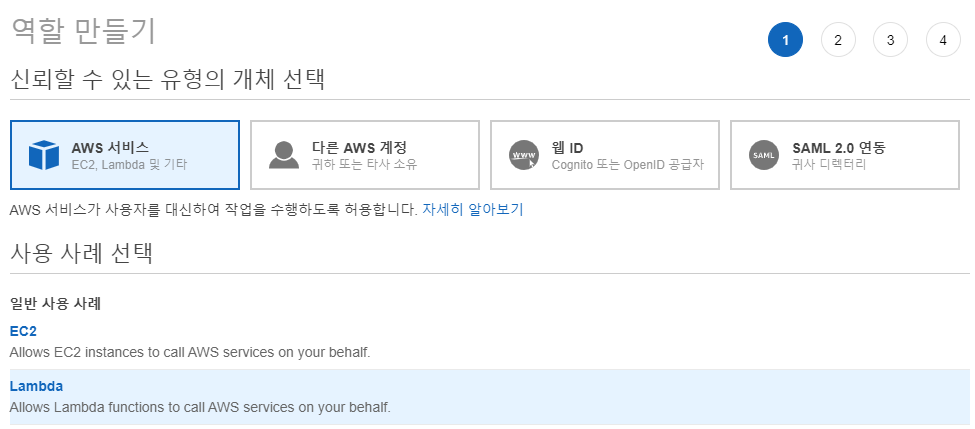 역할 만들기
1 2 3 4
신뢰할 수 있는 유형의 개체 선택
AWS 서비스
EC2, Lambda 및 기타
다른 AWS 계정
귀하 또는 타사 소유
WWW
웹 ID
Cognito 또는 OpenID 공급자
SAML
SAML 2.0 연동
귀사 디렉터리
AWS 서비스가 사용자를 대신하여 작업을 수행하도록 허용합니다. 자세히 알아보기
사용 사례 선택
일반 사용 사례
EC2
Allows EC2 instances to call AWS services on your behalf.
Lambda
Allows Lambda functions to call AWS services on your behalf.